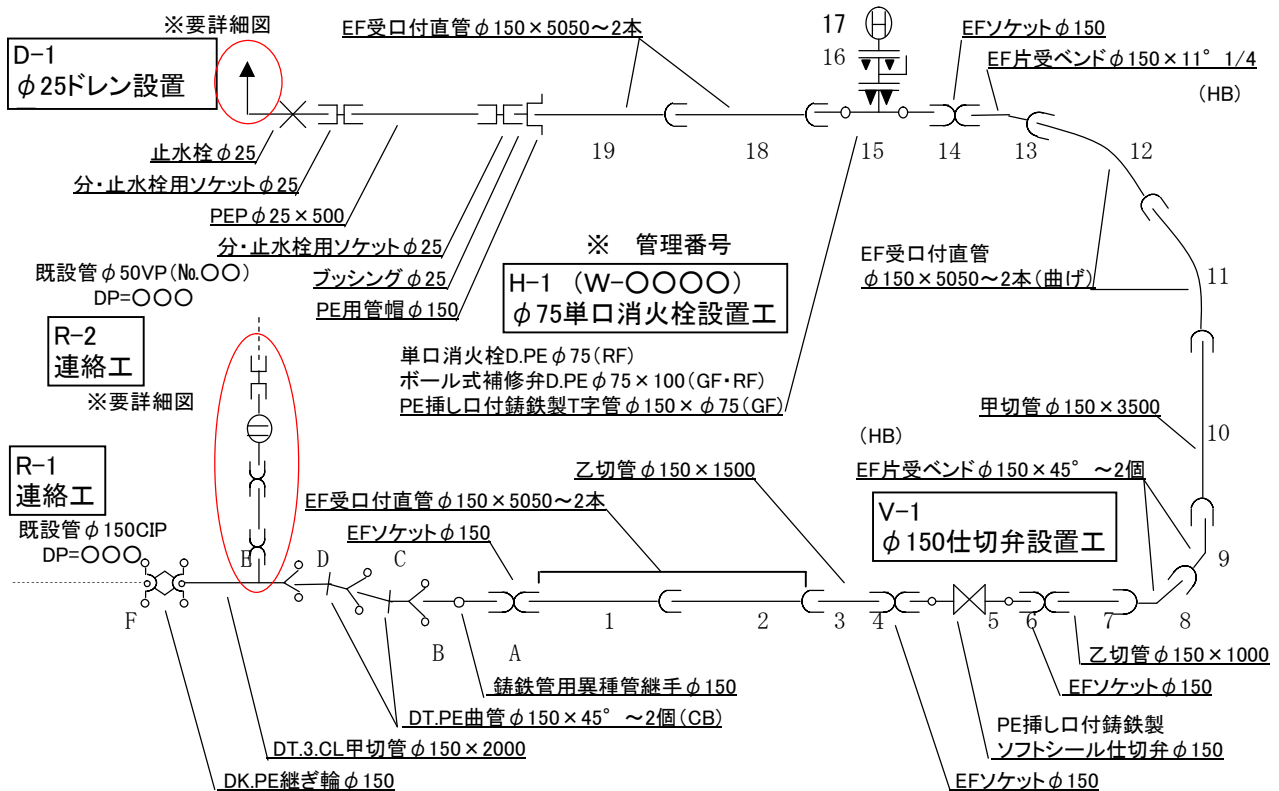 ※要詳細図
D-1
φ25ドレン設置
EF受口付直管φ150×5050～2本
17
16
EFソケットφ150
EF片受ベンドφ150×11° 1/4
(HB)
止水栓φ25
分・止水栓用ソケットφ25
PEPφ25×500
分・止水栓用ソケットφ25
ブッシングφ25
PE用管帽φ150
19
18
15
14
13
12
11
10
※ 管理番号
H-1 (W-〇〇〇〇)
φ75単口消火栓設置工
EF受口付直管
φ150×5050～2本(曲げ)
単口消火栓D.PEφ75(RF)
ボール式補修弁D.PEφ75×100(GF・RF)
PE挿し口付鋳鉄製T字管φ150×φ75(GF)
既設管φ50VP(No.〇〇)
DP=〇〇〇
R-2
連絡工
※要詳細図
甲切管φ150×3500
(HB)
EF片受ベンドφ150×45° ～2個
V-1
φ150仕切弁設置工
R-1
連絡工
既設管φ150CIP
DP=〇〇〇
乙切管φ150×1500
EF受口付直管φ150×5050～2本
EFソケットφ150
F
E
D
C
B
A
1
2
3
4
5
6
7
8
9
鋳鉄管用異種管継手φ150
DT.PE曲管φ150×45° ～2個(CB)
DT.3.CL甲切管φ150×2000
DK.PE継ぎ輪φ150
乙切管φ150×1000
EFソケットφ150
PE挿し口付鋳鉄製
ソフトシール仕切弁φ150
EFソケットφ150